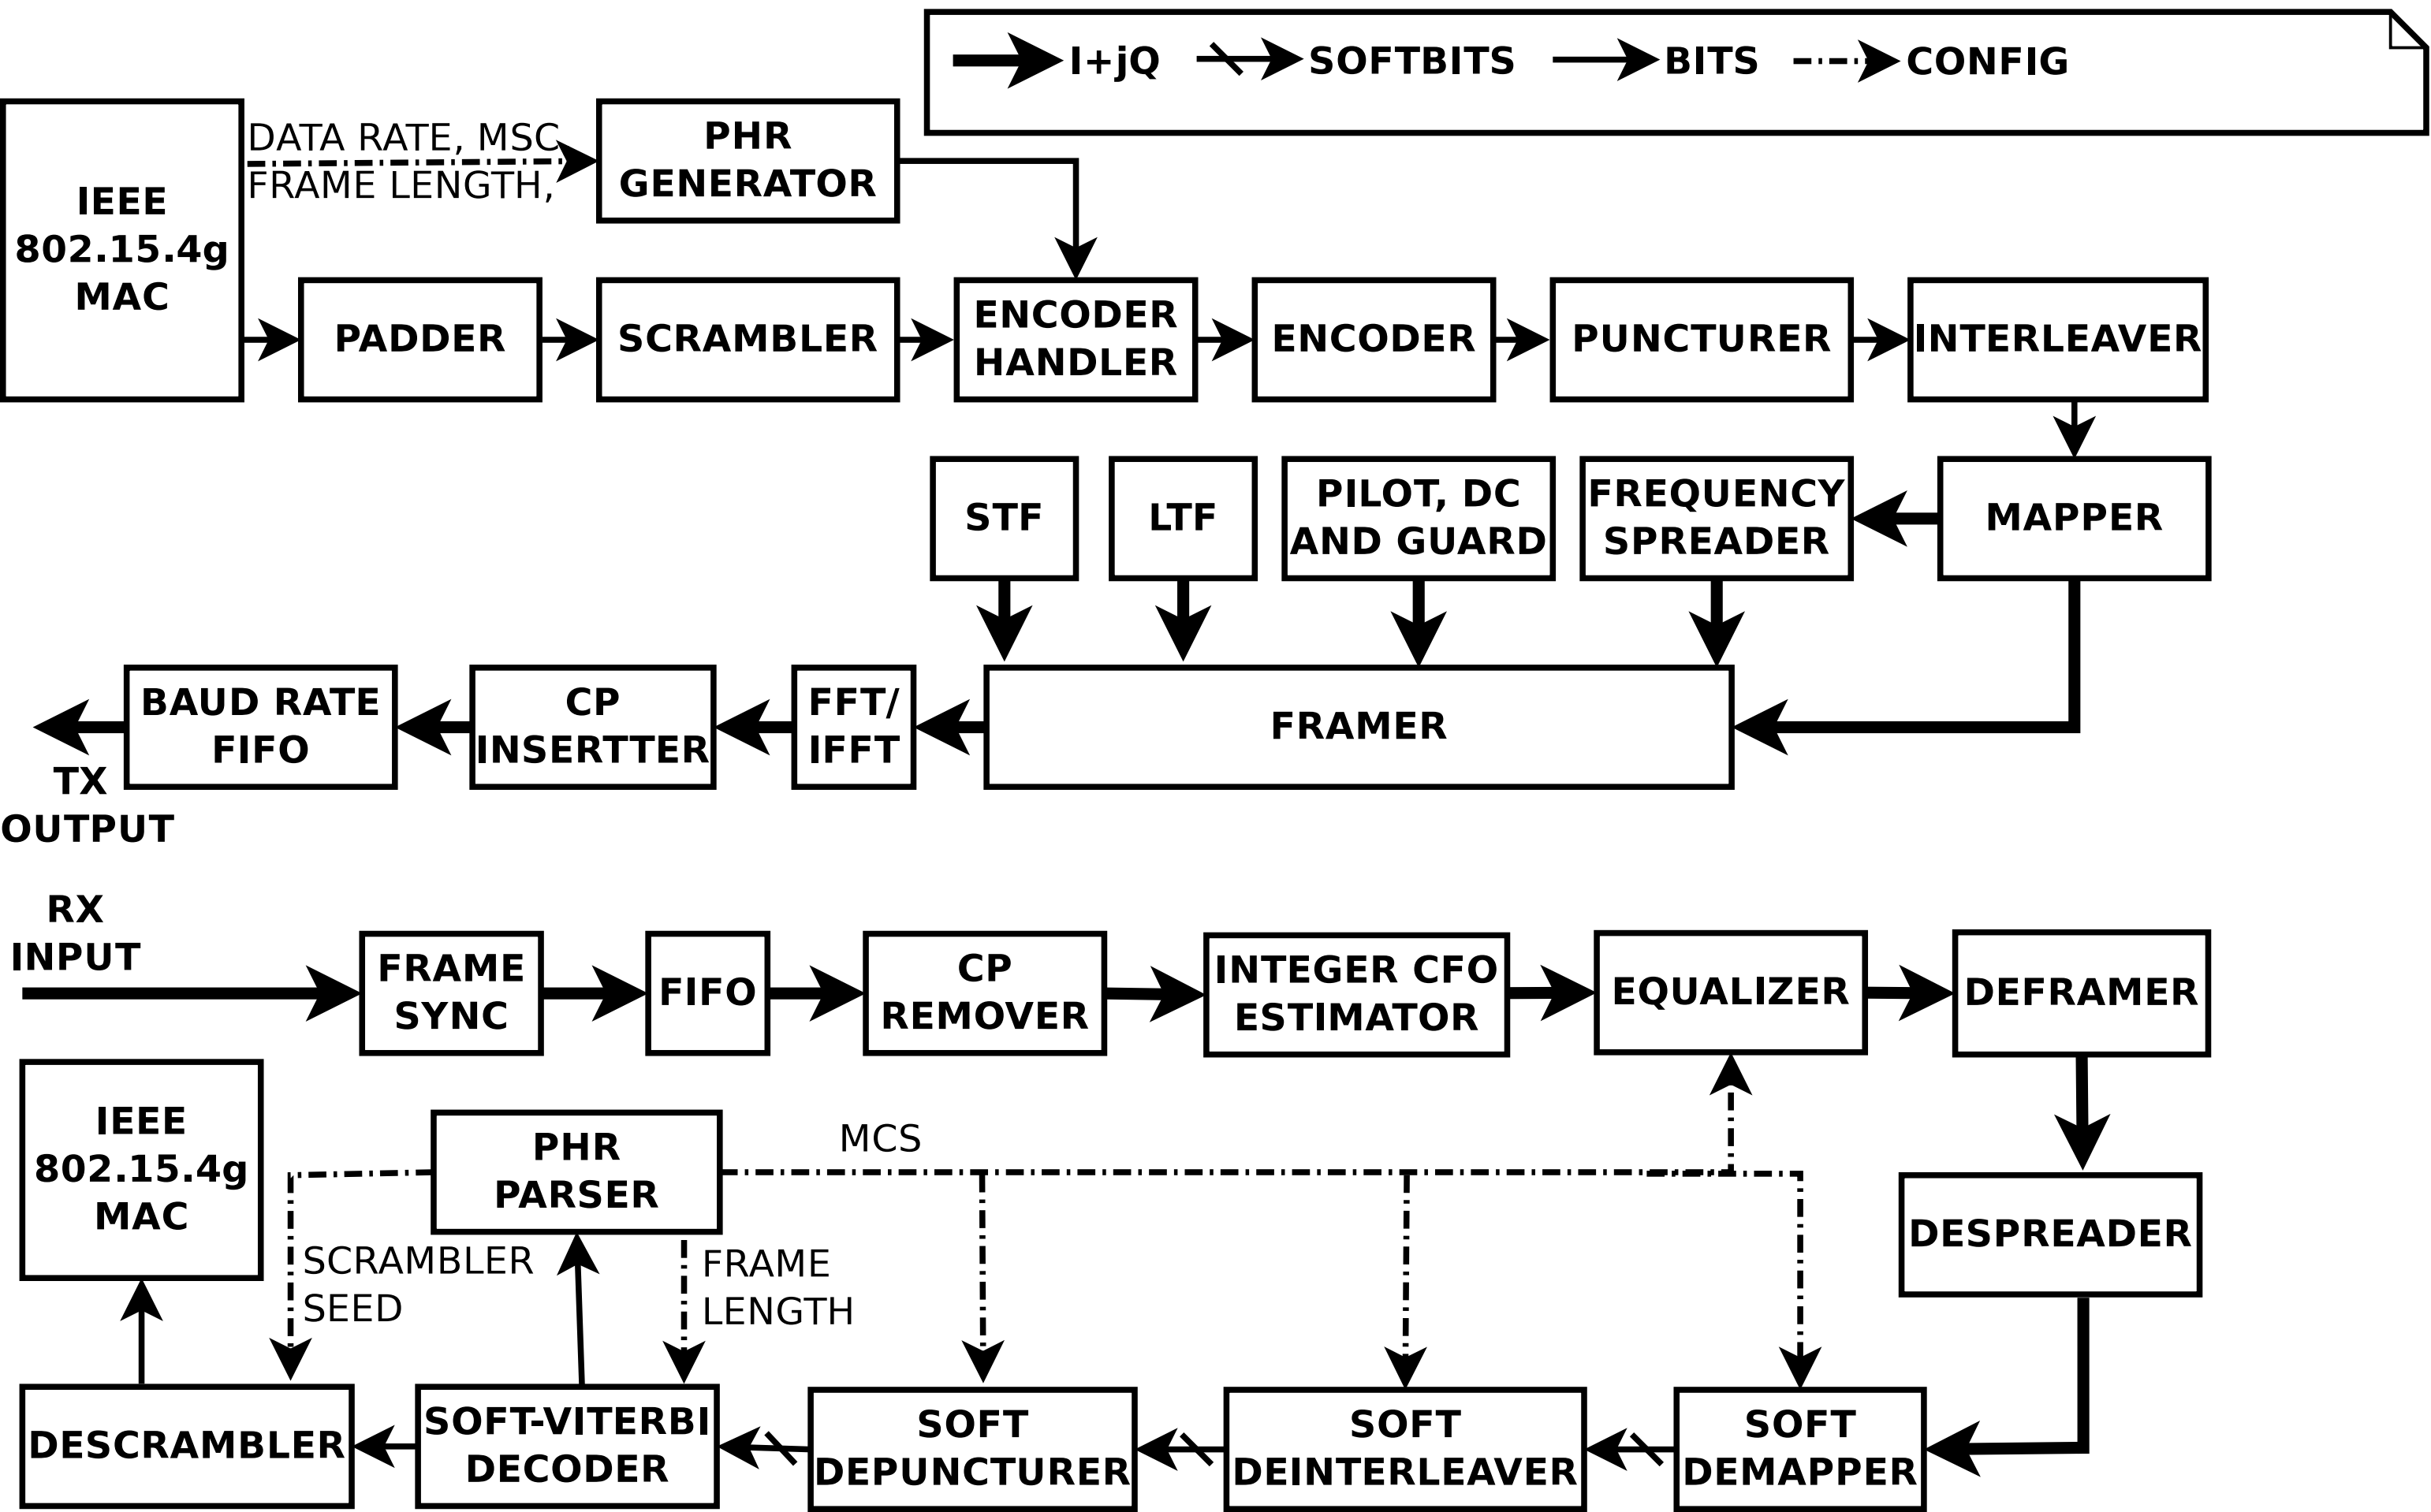 I+jQ
SOFTBITS
BITS
CONFIG
IEEE
802.15.4g
MAC
DATA RATE, MSC
FRAME LENGTH,
PHR
GENERATOR
PADDER
SCRAMBLER
ENCODER
HANDLER
ENCODER
PUNCTURER
INTERLEAVER
STF
LTF
PILOT, DC
AND GUARD
FREQUENCY
SPREADER
MAPPER
BAUD RATE
FIFO
CP
INSERTTER
FFT/
IFFT
FRAMER
TX
OUTPUT
RX
INPUT
FRAME
SYNC
FIFO
CP
REMOVER
INTEGER CFO
ESTIMATOR
EQUALIZER
DEFRAMER
IEEE
802.15.4g
MAC
PHR
PARSER
MCS
SCRAMBLER
SEED
FRAME
LENGTH
DESPREADER
DESCRAMBLER
SOFT-VITERBI
DECODER
SOFT
DEPUNCTURER
SOFT
DEINTERLEAVER
SOFT
DEMAPPER